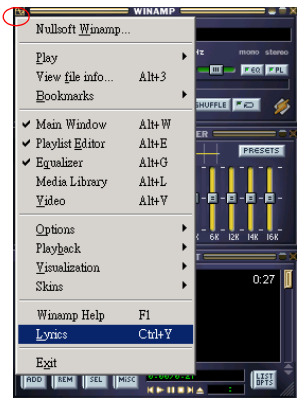 WINAMP
Nullsoft Winamp...
Play
View file info... Alt+3
Bookmarks
Main Window Alt+W
Playlist Editor Alt+E
Equalizer Alt+G
Media Library Alt+L
Video Alt+V
Options
Playback
Visualization
Skins
Winamp Help F1
Lyrics Ctrl+Y
Exit
mono stereo
EQ PL
SHUFFLE
PRESETS
6K 12K 14K 16K
0:27
ADD REM SEL MISC
LIST OPTS